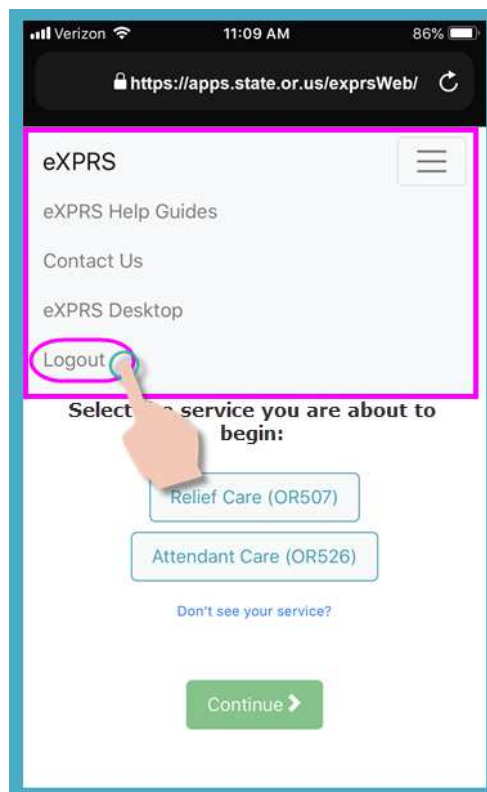 Verizon 11:09 AM 86%
https://apps.state.or.us/exprsWeb/
eXPRS
eXPRS Help Guides
Contact Us
eXPRS Desktop
Logout
Select service you are about to
begin:
Relief Care (OR507)
Attendant Care (OR526)
Don't see your service?
Continue